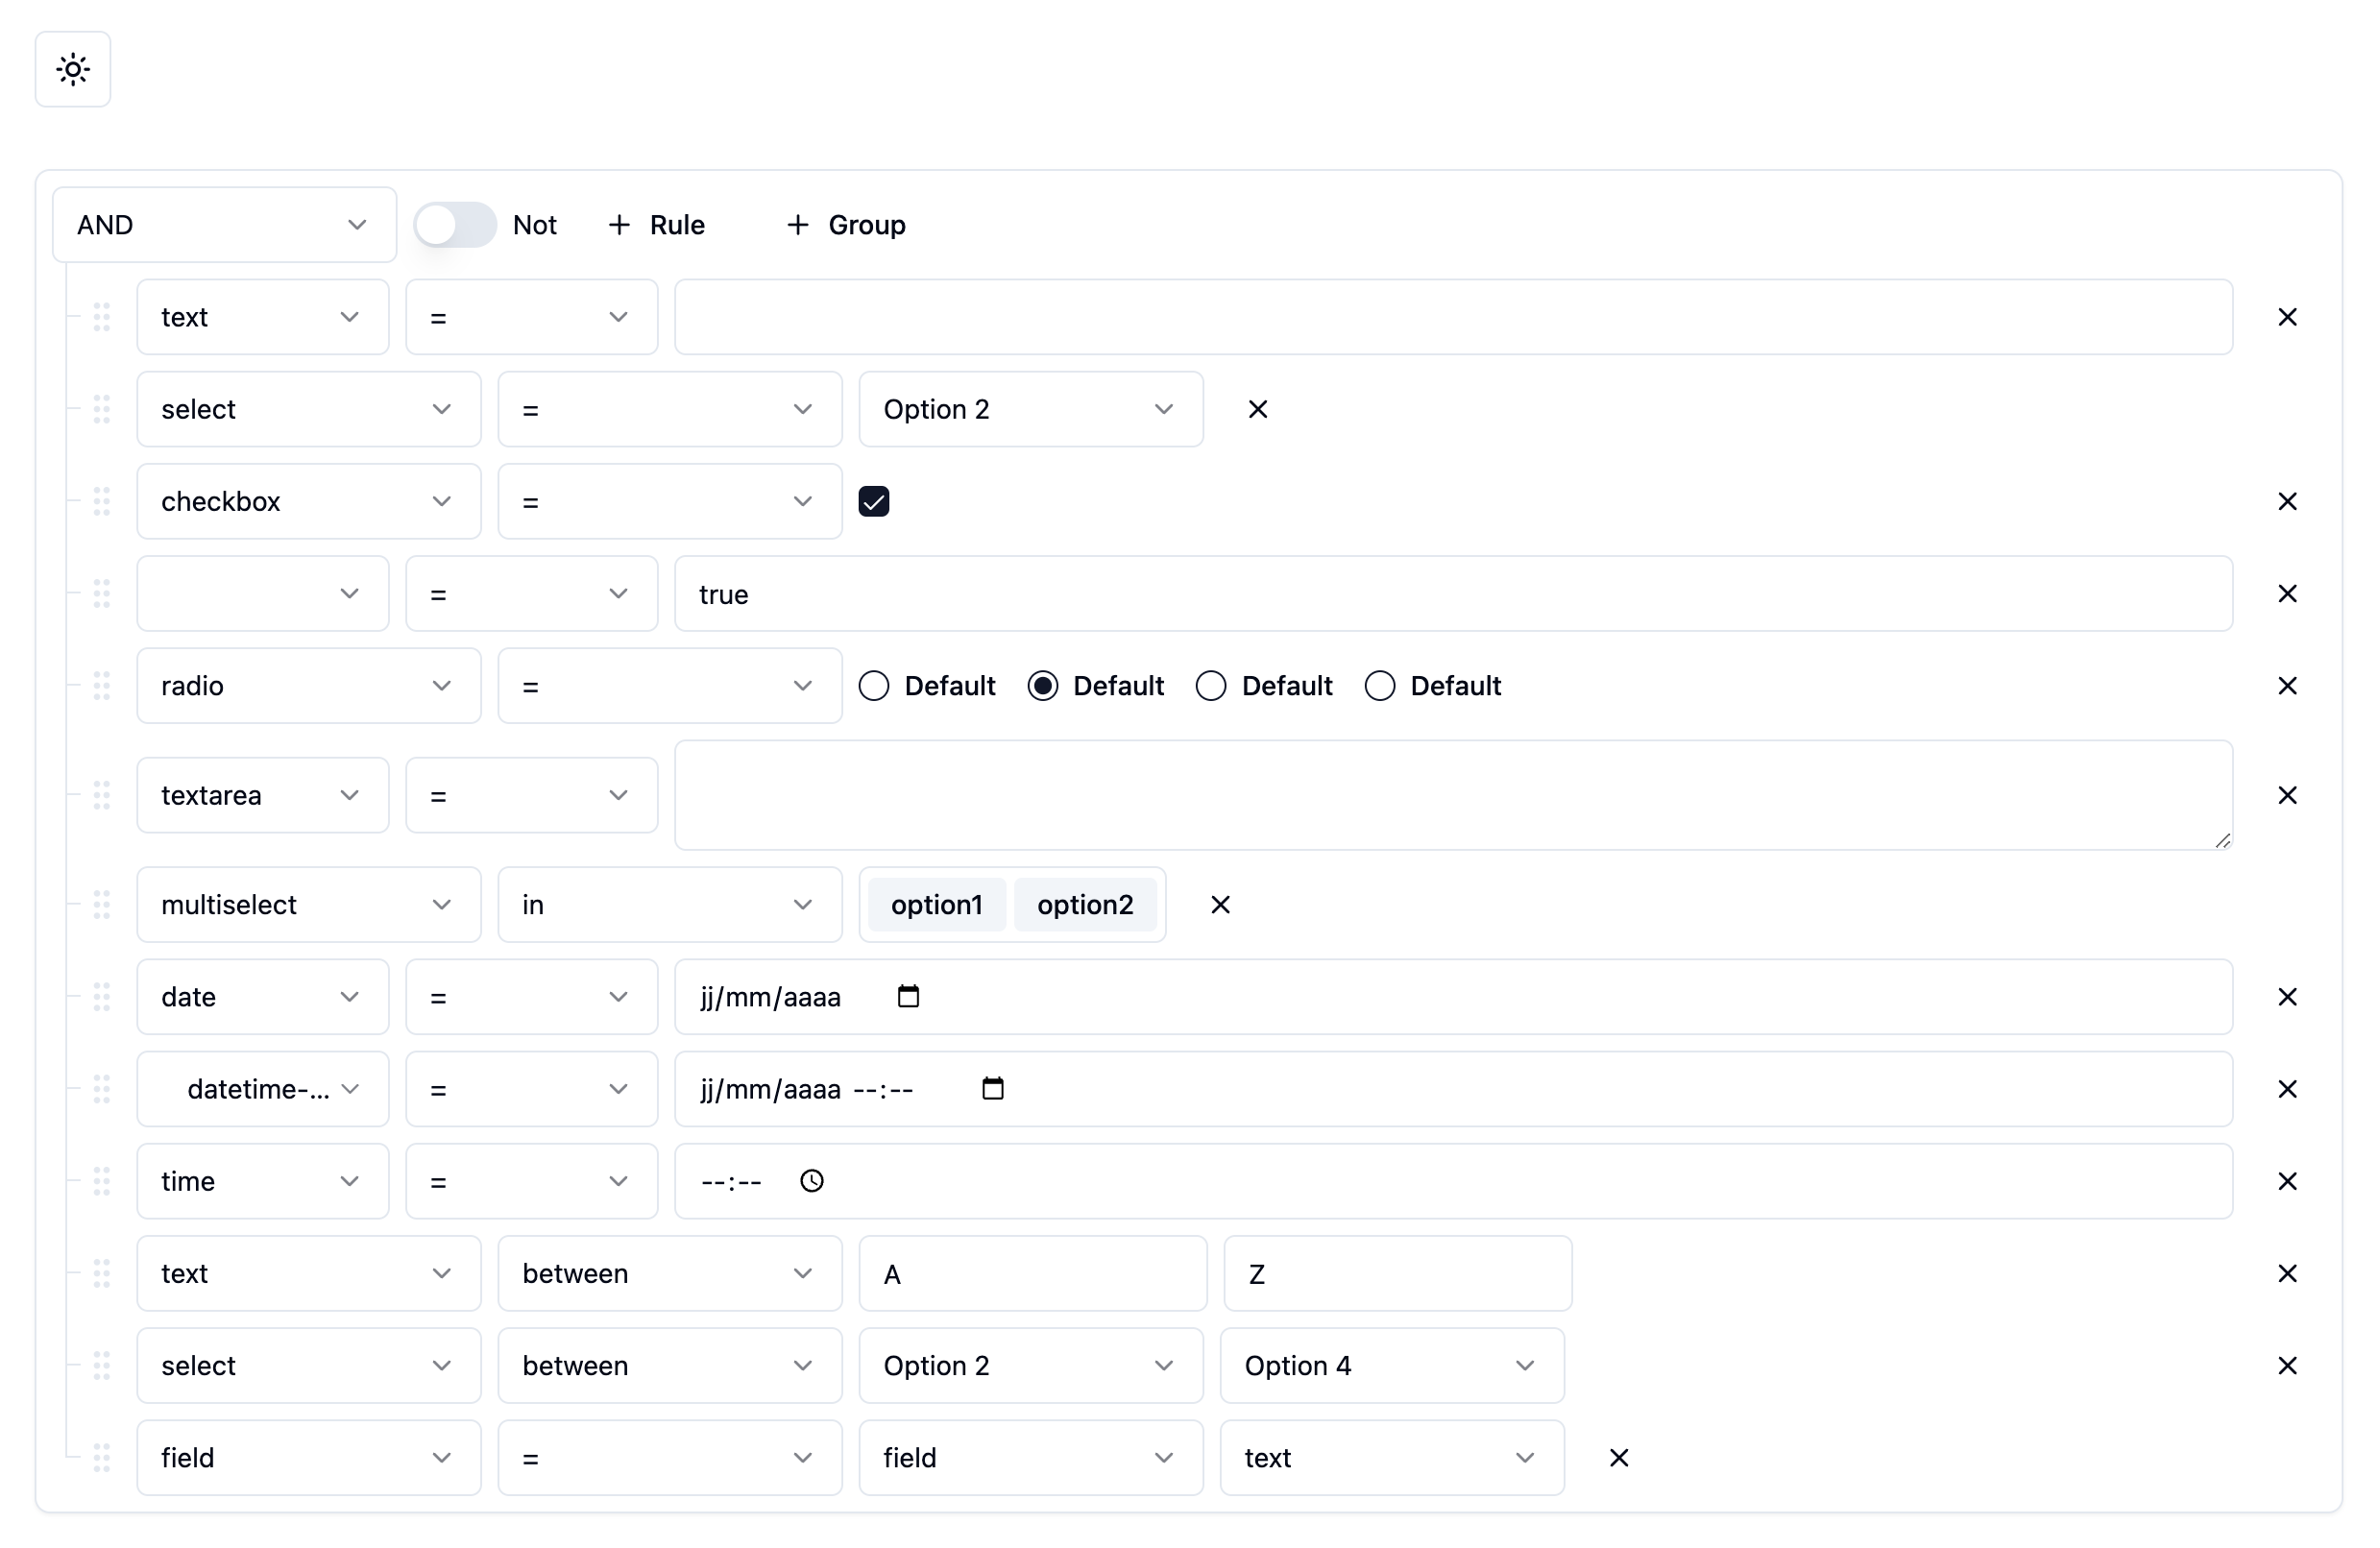 AND Not + Rule + Group
text =
select = Option 2
checkbox =
= true
radio = Default Default Default Default
textarea =
multiselect in option1 option2
date = jj/mm/aaaa
datetime-... = jj/mm/aaaa --:--
time = --:--
text between A Z
select between Option 2 Option 4
field = field text